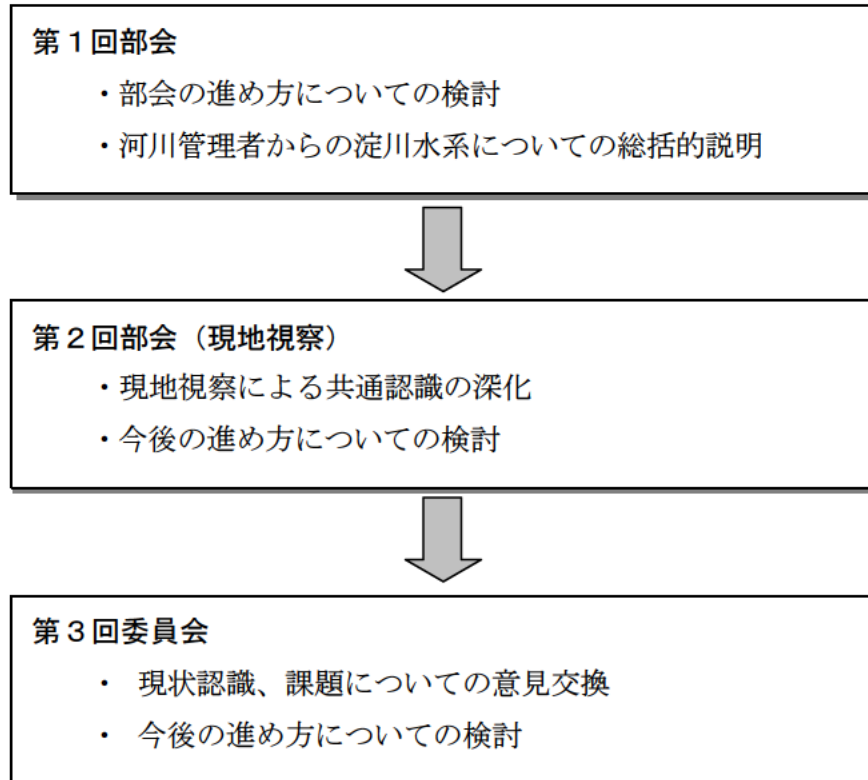 第１回部会
・部会の進め方についての検討
・河川管理者からの淀川水系についての総括的説明
第２回部会（現地視察）
・現地視察による共通認識の深化
・今後の進め方についての検討
第３回委員会
・ 現状認識、課題についての意見交換
・ 今後の進め方についての検討